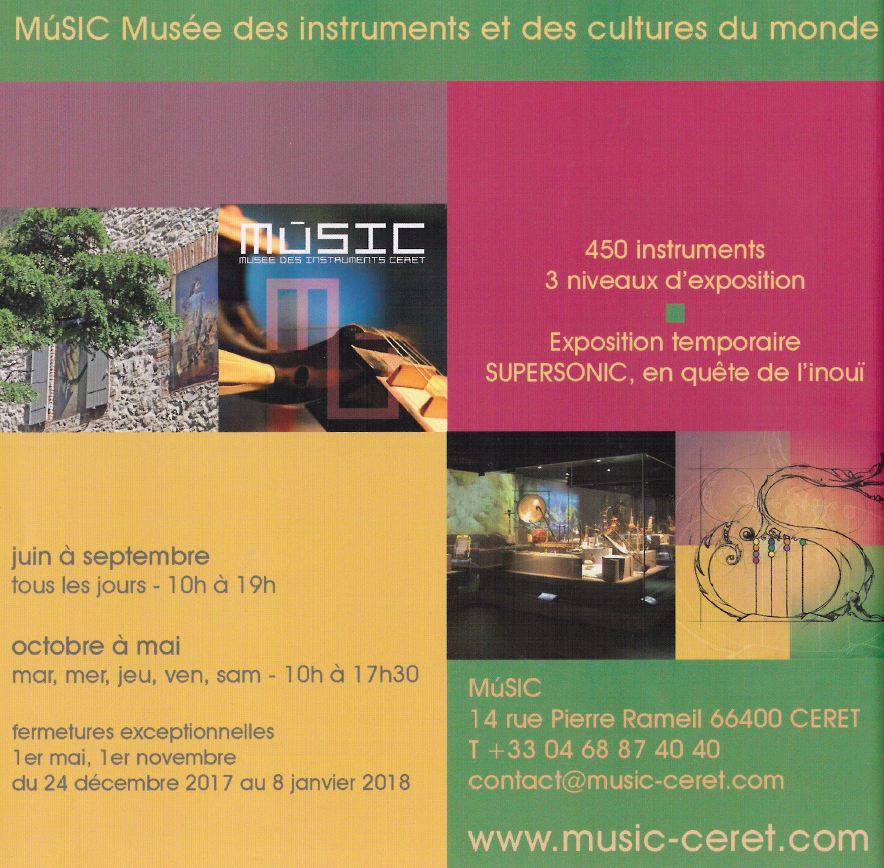 MúSIC Musée des instruments et des cultures du monde
MúSIC
MUSEE DES INSTRUMENTS CERET
450 instruments
3 niveaux d'exposition
Exposition temporaire
SUPERSONIC, en quête de l'inouï
juin à septembre
tous les jours - 10h à 19h
octobre à mai
mar, mer, jeu, ven, sam - 10h à 17h30
fermetures exceptionnelles
1er mai, 1er novembre
du 24 décembre 2017 au 8 janvier 2018
MúSIC
14 rue Pierre Rameil 66400 CERET
T +33 04 68 87 40 40
contact@music-ceret.com
www.music-ceret.com